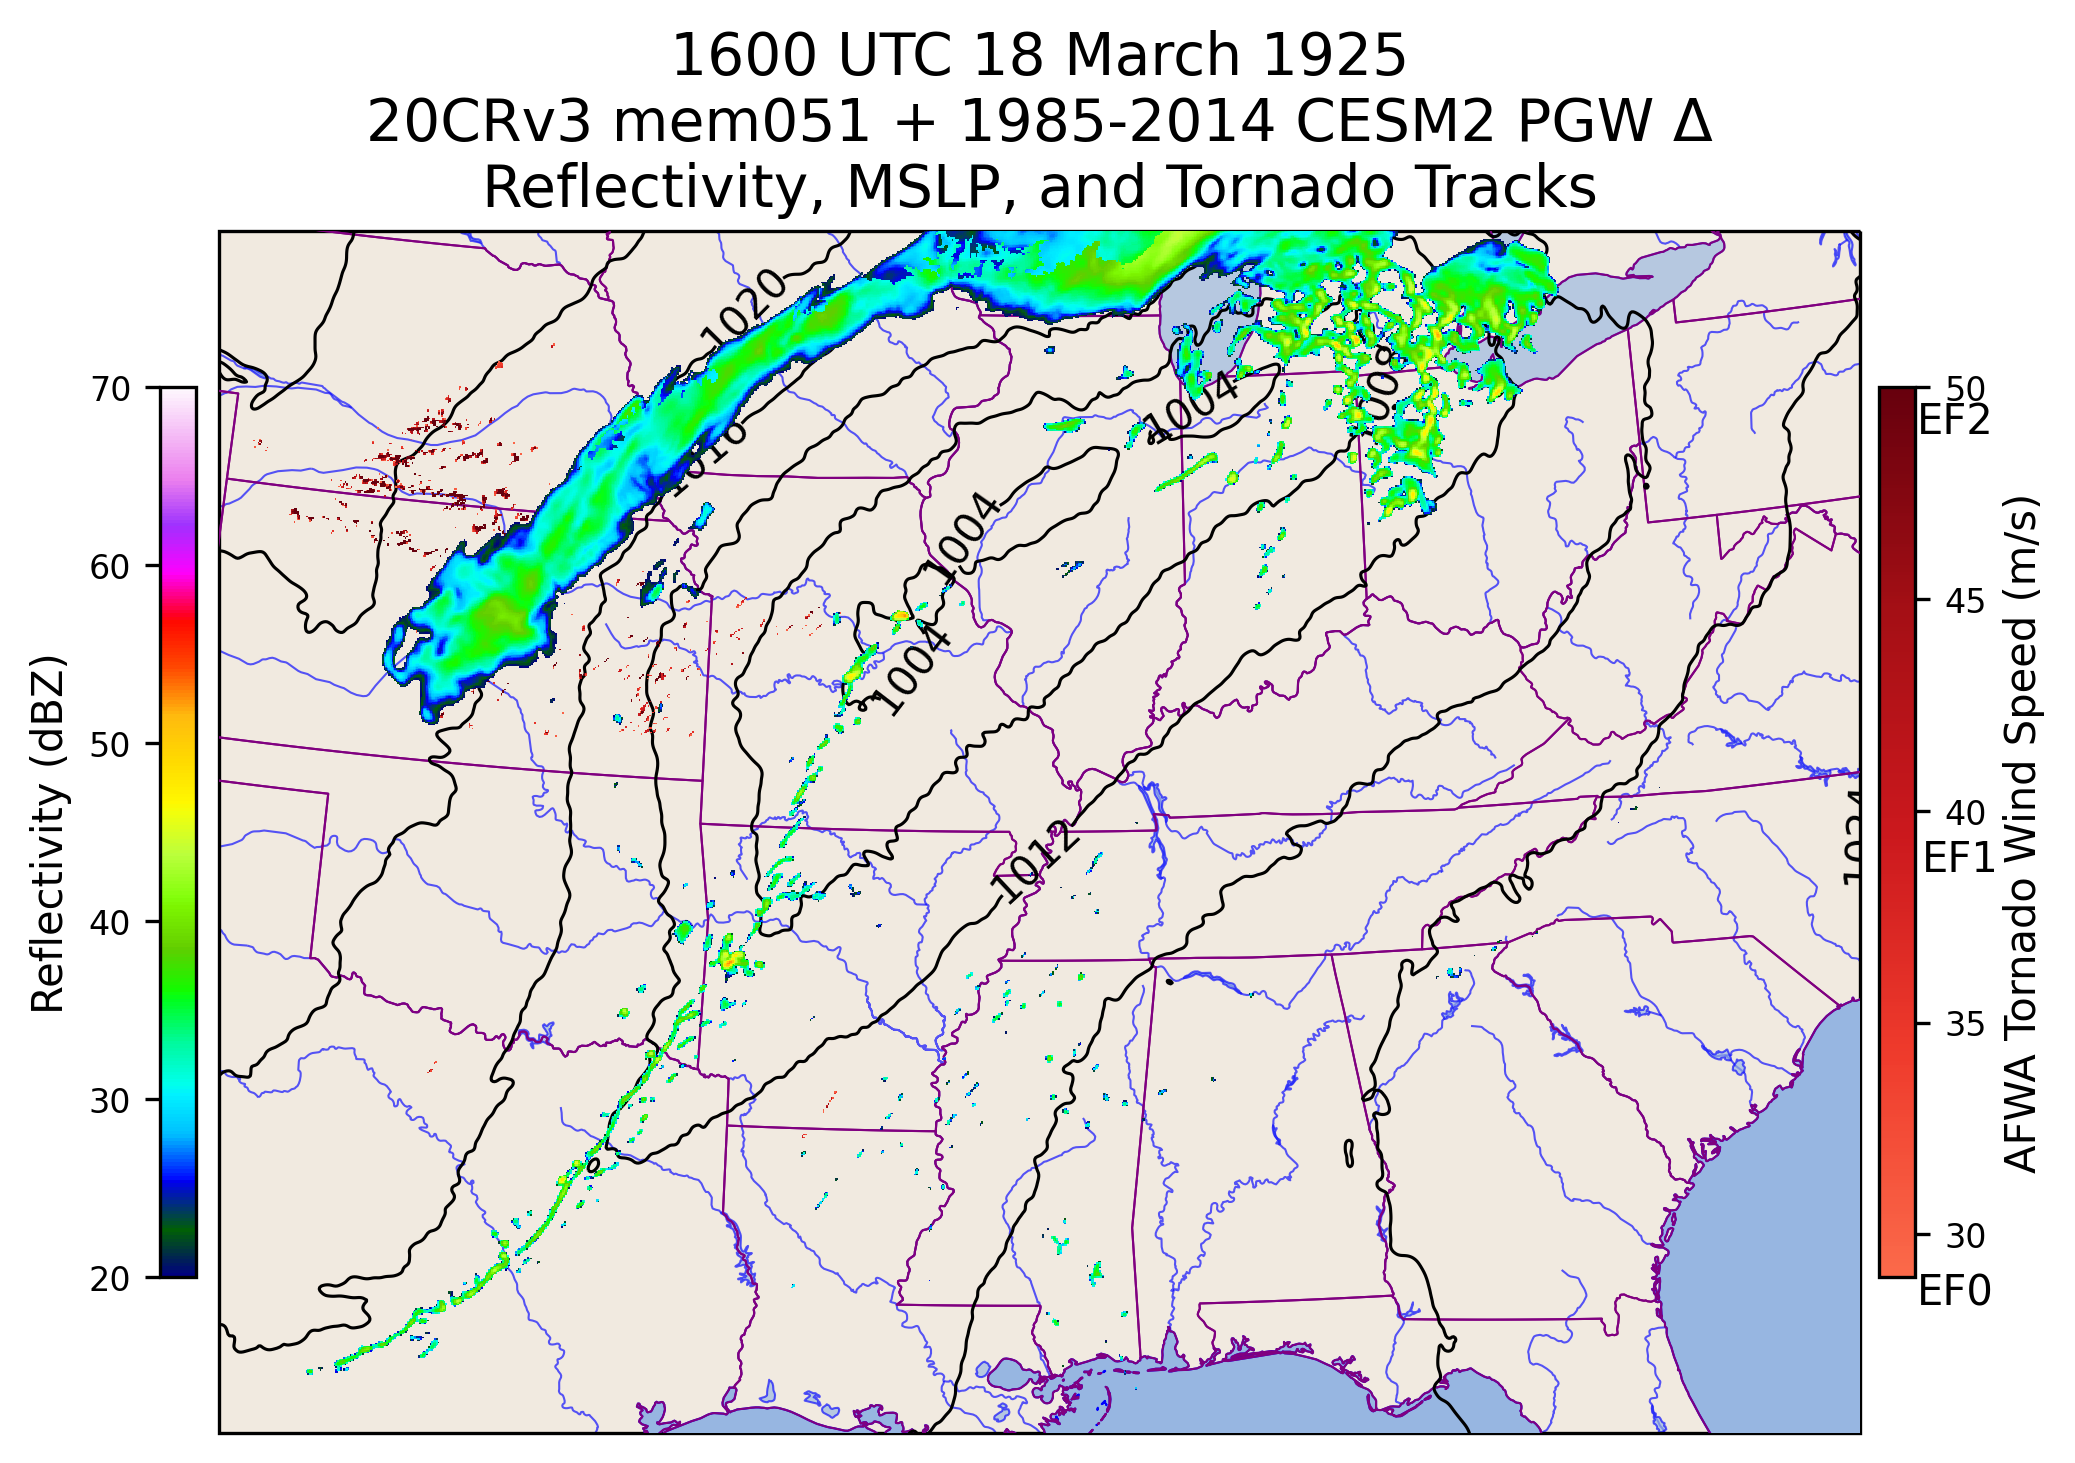 1600 UTC 18 March 1925
20CRv3 mem051 + 1985-2014 CESM2 PGW Δ
Reflectivity, MSLP, and Tornado Tracks
70
60
50
40
30
20
Reflectivity (dBZ)
1020
1016
1004
1004
1004
1012
1024
50
EF2
45
40
EF1
35
30
EF0
AFWA Tornado Wind Speed (m/s)